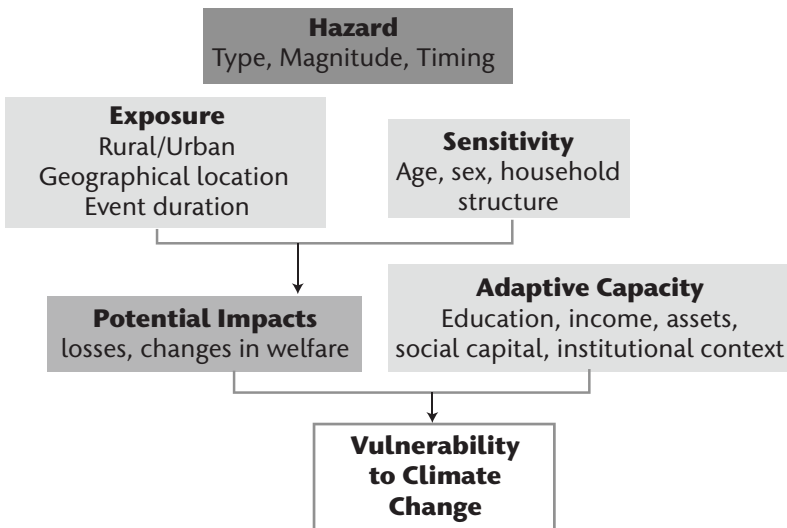 Hazard
Type, Magnitude, Timing
Exposure
Rural/Urban
Geographical location
Event duration
Sensitivity
Age, sex, household
structure
Potential Impacts
losses, changes in welfare
Adaptive Capacity
Education, income, assets,
social capital, institutional context
Vulnerability
to Climate
Change